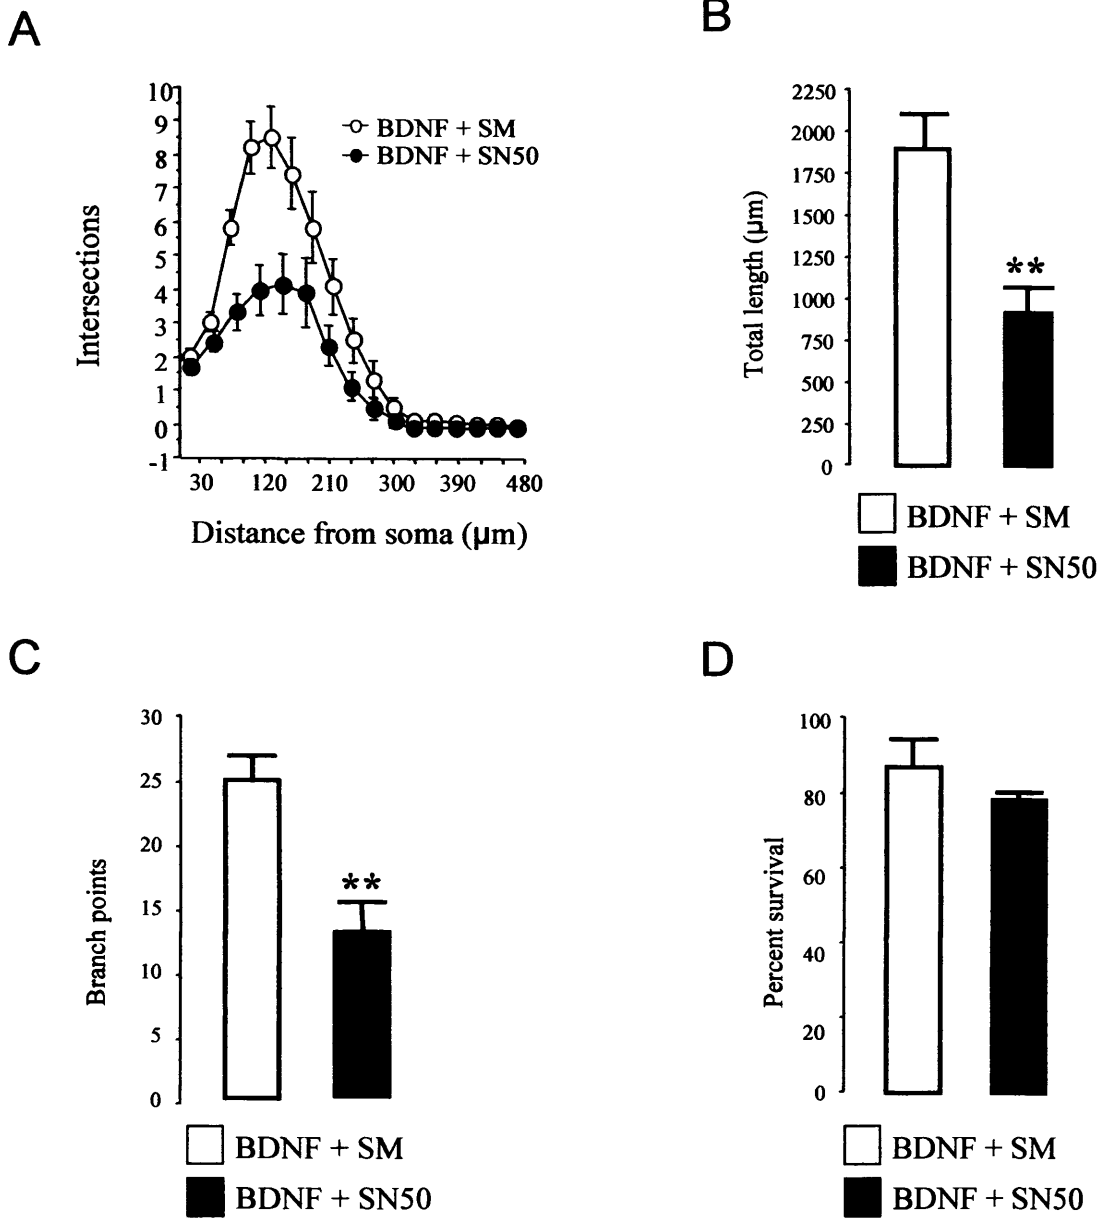 A
10
9
8
7
6
5
4
3
2
1
0
-1
Intersections
BDNF + SM
BDNF + SN50
30 120 210 300 390 480
Distance from soma (µm)
B
2250
2000
1750
1500
1250
1000
750
500
250
0
Total length (µm)
**
BDNF + SM
BDNF + SN50
C
30
25
20
15
10
5
0
Branch points
**
BDNF + SM
BDNF + SN50
D
100
80
60
40
20
0
Percent survival
BDNF + SM
BDNF + SN50